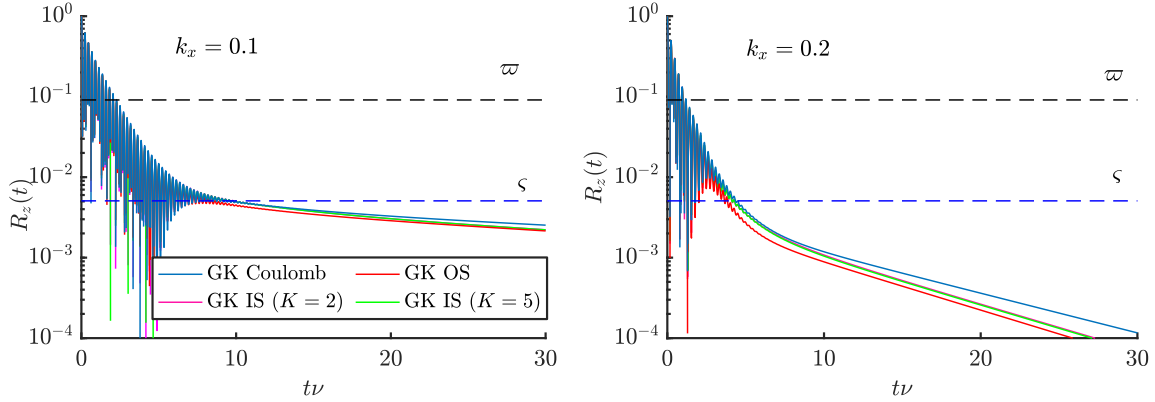 10^0
10^{-1}
10^{-2}
10^{-3}
10^{-4}
R_z(t)
k_x = 0.1
ϖ
ς
GK Coulomb
GK OS
GK IS (K = 2)
GK IS (K = 5)
0
10
20
30
tν
10^0
10^{-1}
10^{-2}
10^{-3}
10^{-4}
R_z(t)
k_x = 0.2
ϖ
ς
0
10
20
30
tν